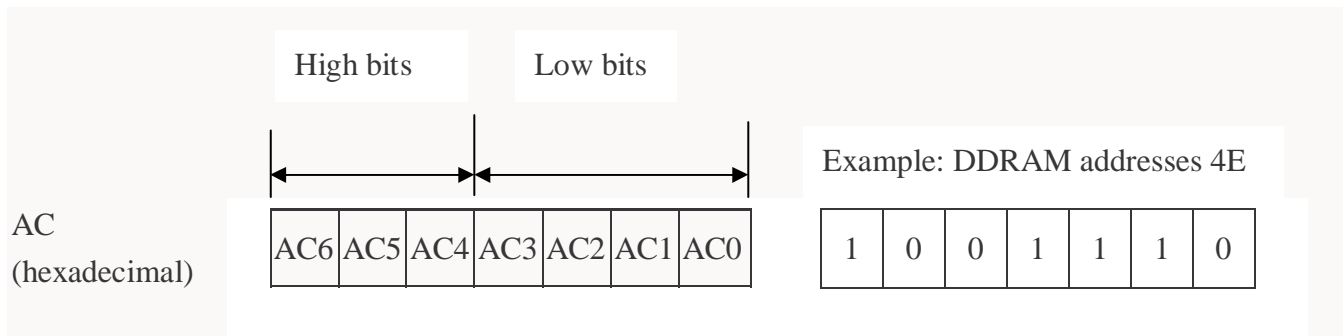 High bits Low bits
Example: DDRAM addresses 4E
AC
(hexadecimal)
AC6 AC5 AC4 AC3 AC2 AC1 AC0 1 0 0 1 1 1 0